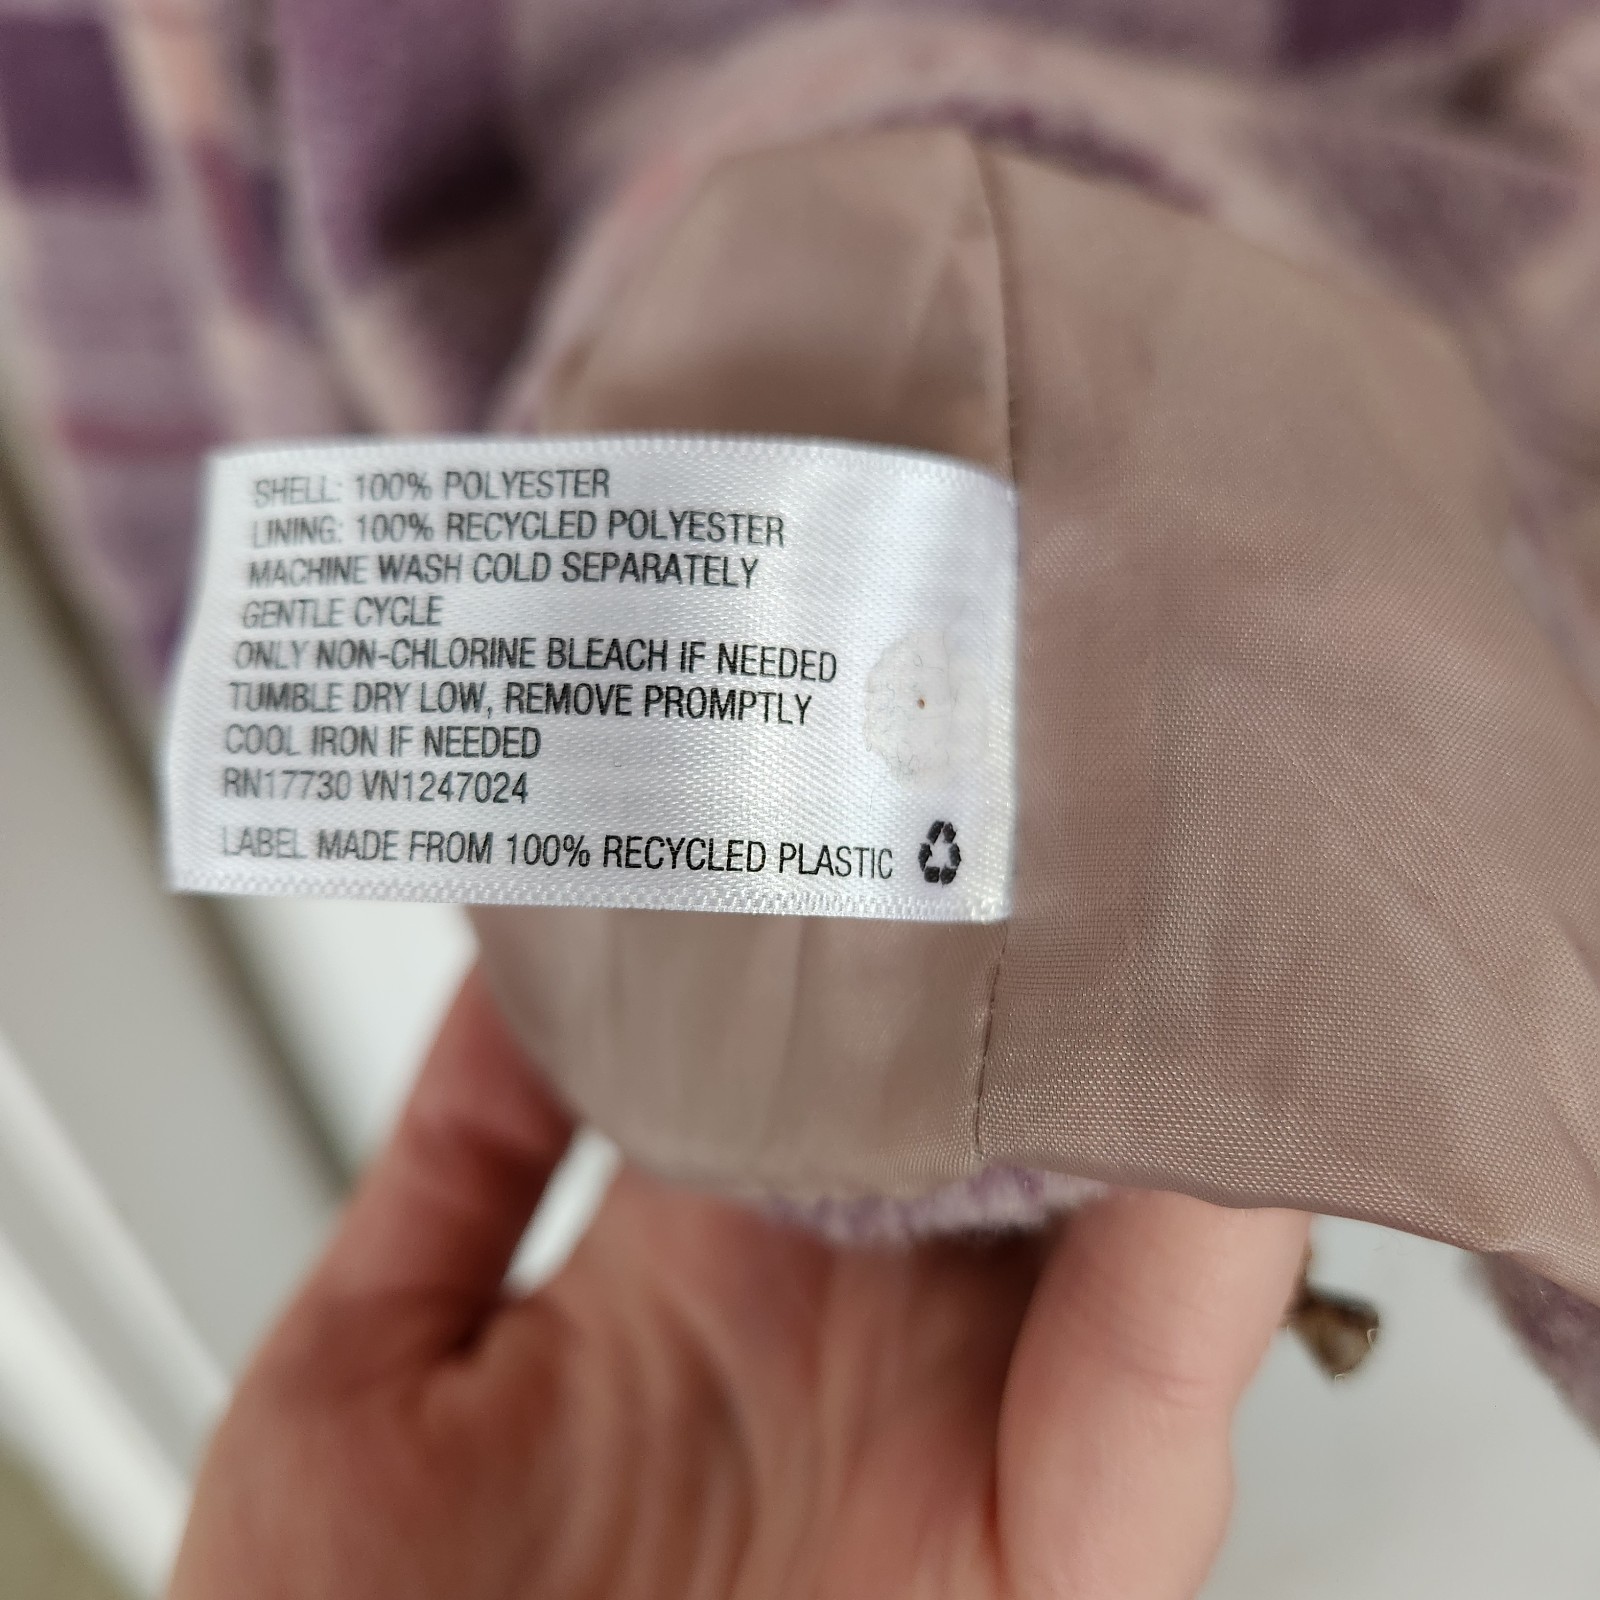 SHELL: 100% POLYESTER
LINING: 100% RECYCLED POLYESTER
MACHINE WASH COLD SEPARATELY
GENTLE CYCLE
ONLY NON-CHLORINE BLEACH IF NEEDED
TUMBLE DRY LOW, REMOVE PROMPTLY
COOL IRON IF NEEDED
RN17730 VN1247024
LABEL MADE FROM 100% RECYCLED PLASTIC